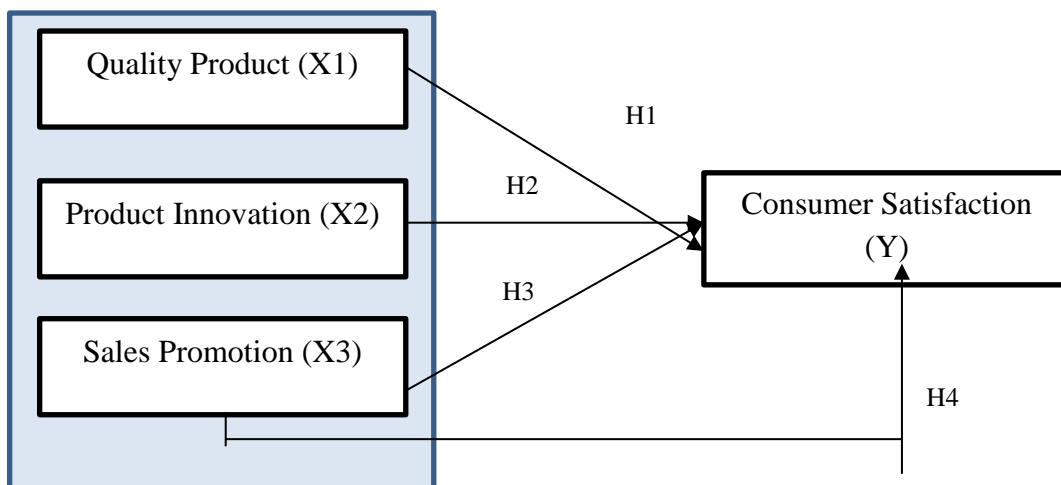 Quality Product (X1)
H1
H2
Product Innovation (X2)
Consumer Satisfaction
(Y)
H3
Sales Promotion (X3)
H4